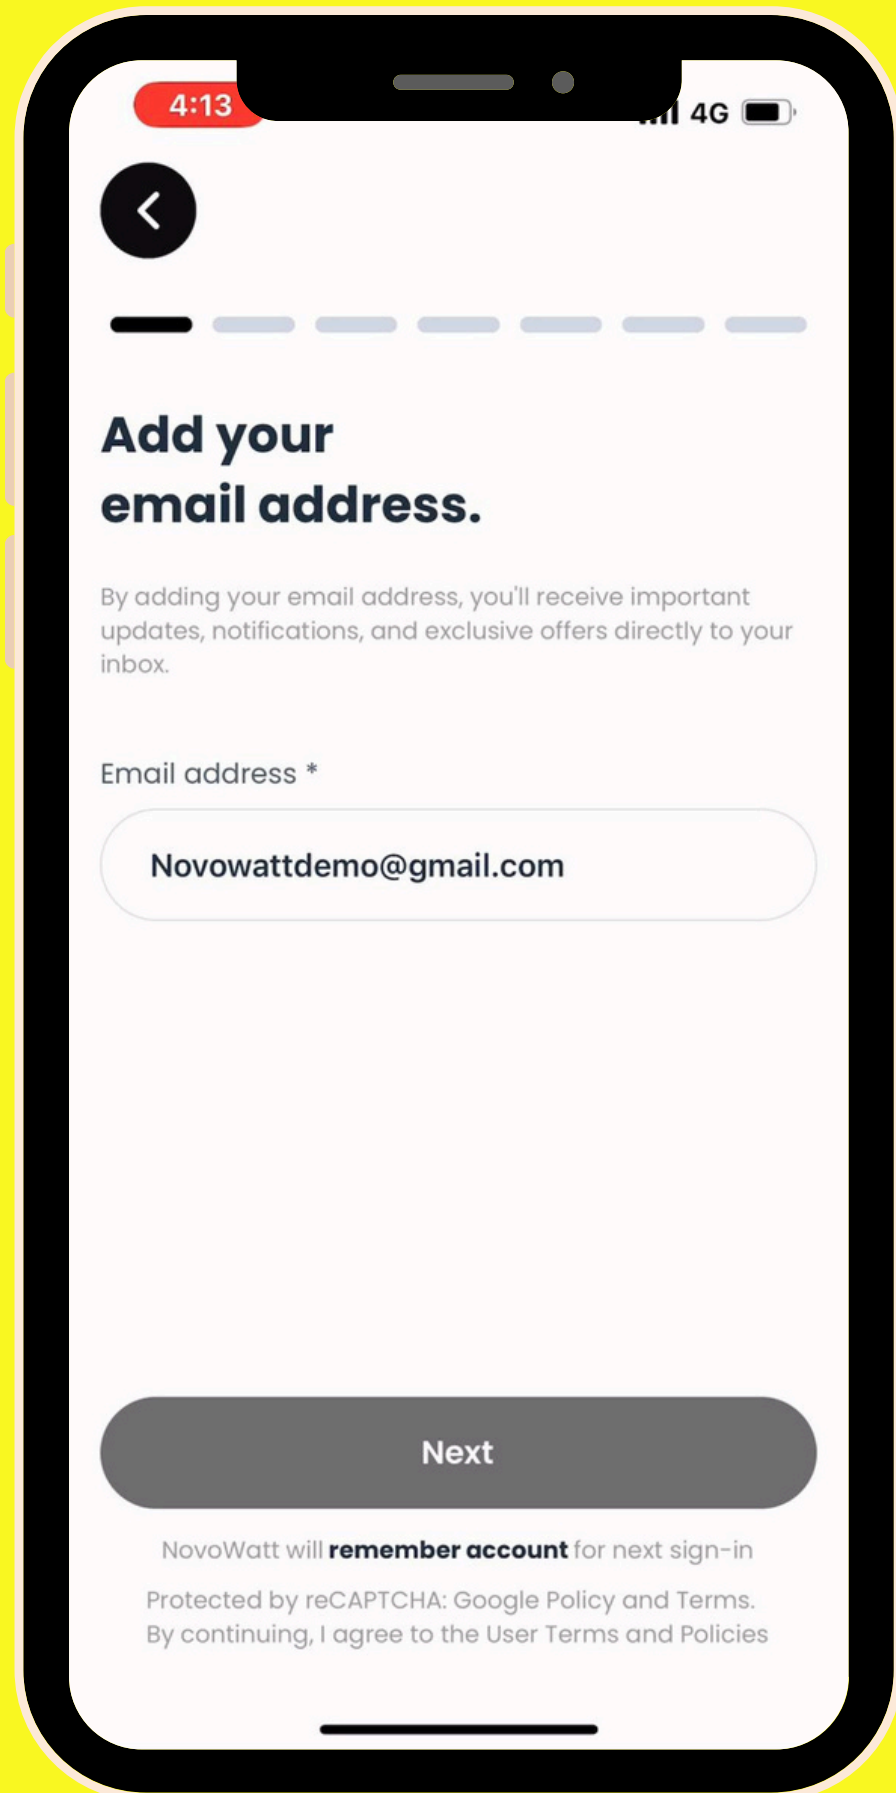 4:13
4G
Add your
email address.
By adding your email address, you'll receive important
updates, notifications, and exclusive offers directly to your
inbox.
Email address *
Novowattdemo@gmail.com
Next
NovoWatt will remember account for next sign-in
Protected by reCAPTCHA: Google Policy and Terms.
By continuing, I agree to the User Terms and Policies